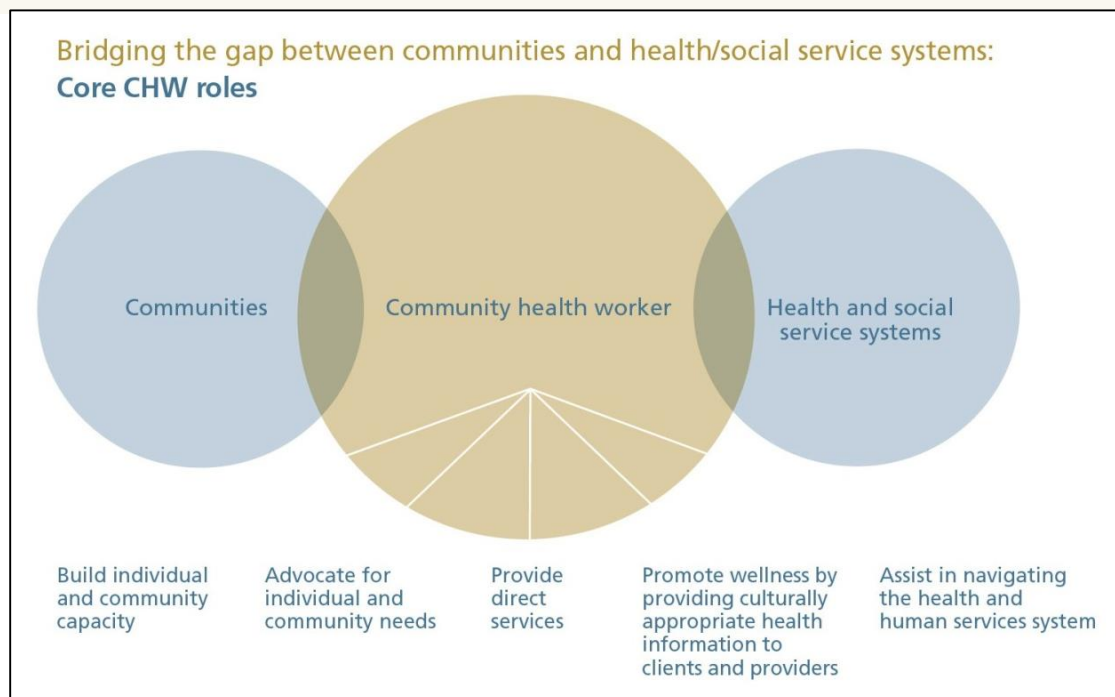 Bridging the gap between communities and health/social service systems:
Core CHW roles
Communities
Community health worker
Health and social
service systems
Build individual
and community
capacity
Advocate for
individual and
community needs
Provide
direct
services
Promote wellness by
providing culturally
appropriate health
information to
clients and providers
Assist in navigating
the health and
human services system